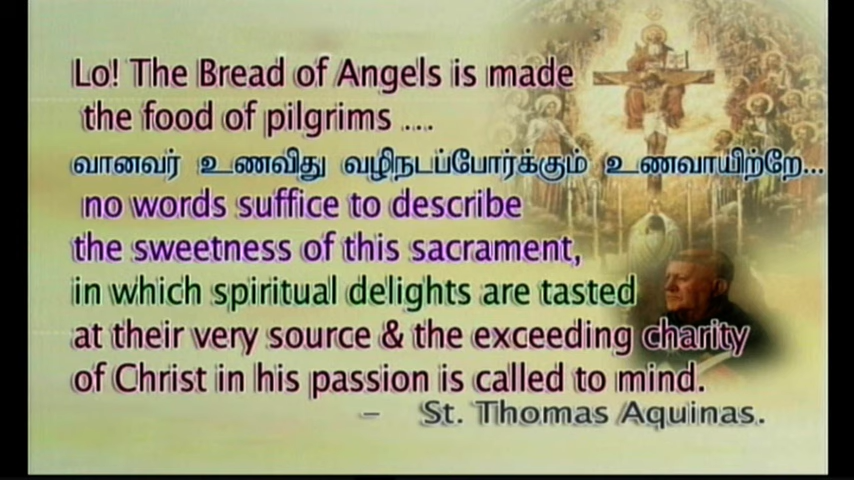 Lo! The Bread of Angels is made
the food of pilgrims ...
வானவர் உணவிது வழிநடப்போர்க்கும் உணவாயிற்றே...
no words suffice to describe
the sweetness of this sacrament,
in which spiritual delights are tasted
at their very source & the exceeding charity
of Christ in his passion is called to mind.
– St. Thomas Aquinas.